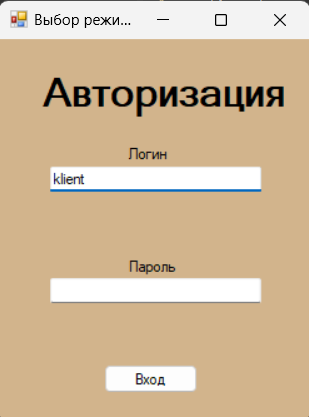 Выбор режи...
Авторизация
Логин
klient
Пароль
Вход